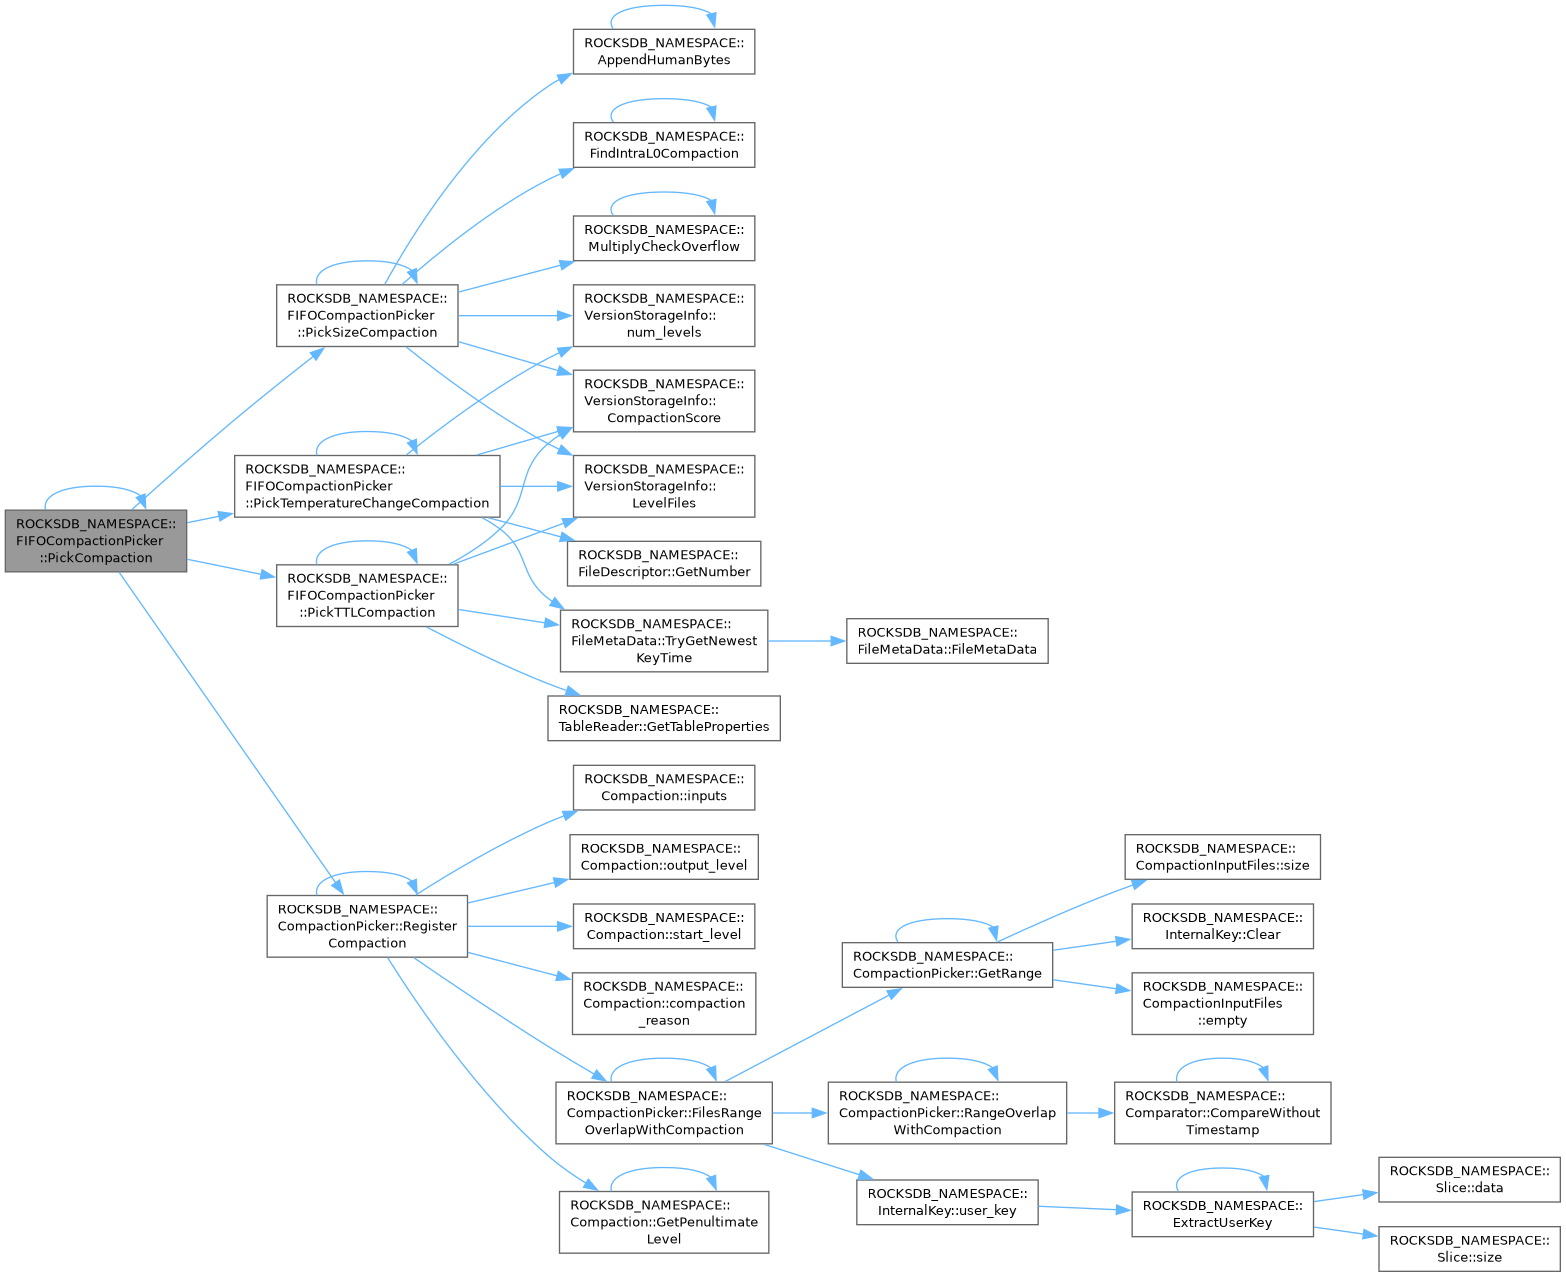 ROCKSDB_NAMESPACE::
FIFOCompactionPicker
::PickCompaction
ROCKSDB_NAMESPACE::
FIFOCompactionPicker
::PickSizeCompaction
ROCKSDB_NAMESPACE::
AppendHumanBytes
ROCKSDB_NAMESPACE::
FindIntraL0Compaction
ROCKSDB_NAMESPACE::
MultiplyCheckOverflow
ROCKSDB_NAMESPACE::
VersionStorageInfo::
num_levels
ROCKSDB_NAMESPACE::
VersionStorageInfo::
CompactionScore
ROCKSDB_NAMESPACE::
VersionStorageInfo::
LevelFiles
ROCKSDB_NAMESPACE::
FIFOCompactionPicker
::PickTemperatureChangeCompaction
ROCKSDB_NAMESPACE::
FileDescriptor::GetNumber
ROCKSDB_NAMESPACE::
FileMetaData::TryGetNewest
KeyTime
ROCKSDB_NAMESPACE::
FileMetaData::FileMetaData
ROCKSDB_NAMESPACE::
FIFOCompactionPicker
::PickTTLCompaction
ROCKSDB_NAMESPACE::
TableReader::GetTableProperties
ROCKSDB_NAMESPACE::
CompactionPicker::Register
Compaction
ROCKSDB_NAMESPACE::
Compaction::inputs
ROCKSDB_NAMESPACE::
Compaction::output_level
ROCKSDB_NAMESPACE::
Compaction::start_level
ROCKSDB_NAMESPACE::
Compaction::compaction
_reason
ROCKSDB_NAMESPACE::
CompactionPicker::FilesRange
OverlapWithCompaction
ROCKSDB_NAMESPACE::
Compaction::GetPenultimate
Level
ROCKSDB_NAMESPACE::
CompactionPicker::GetRange
ROCKSDB_NAMESPACE::
CompactionInputFiles::size
ROCKSDB_NAMESPACE::
InternalKey::Clear
ROCKSDB_NAMESPACE::
CompactionInputFiles
::empty
ROCKSDB_NAMESPACE::
CompactionPicker::RangeOverlap
WithCompaction
ROCKSDB_NAMESPACE::
Comparator::CompareWithout
Timestamp
ROCKSDB_NAMESPACE::
InternalKey::user_key
ROCKSDB_NAMESPACE::
ExtractUserKey
ROCKSDB_NAMESPACE::
Slice::data
ROCKSDB_NAMESPACE::
Slice::size